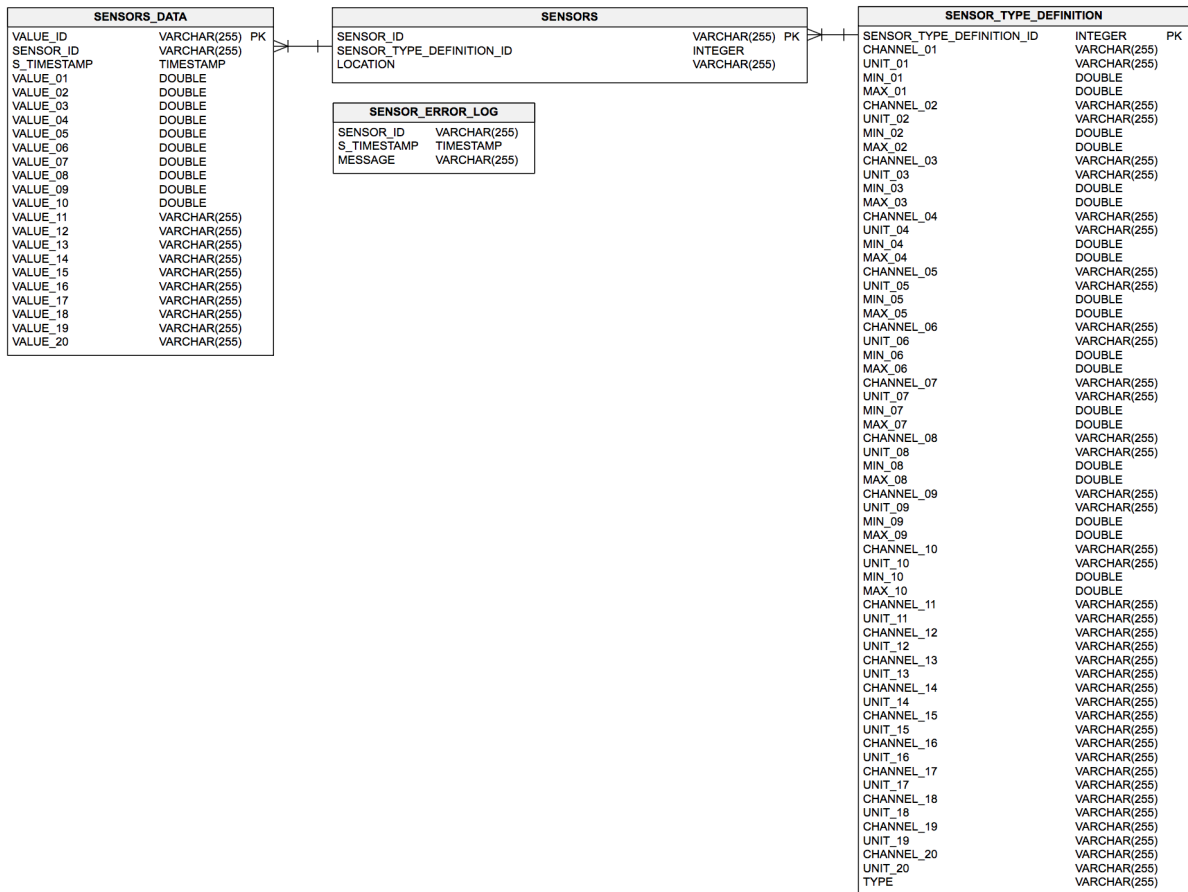 SENSORS_DATA
VALUE_ID VARCHAR(255) PK
SENSOR_ID VARCHAR(255)
S_TIMESTAMP TIMESTAMP
VALUE_01 DOUBLE
VALUE_02 DOUBLE
VALUE_03 DOUBLE
VALUE_04 DOUBLE
VALUE_05 DOUBLE
VALUE_06 DOUBLE
VALUE_07 DOUBLE
VALUE_08 DOUBLE
VALUE_09 DOUBLE
VALUE_10 DOUBLE
VALUE_11 VARCHAR(255)
VALUE_12 VARCHAR(255)
VALUE_13 VARCHAR(255)
VALUE_14 VARCHAR(255)
VALUE_15 VARCHAR(255)
VALUE_16 VARCHAR(255)
VALUE_17 VARCHAR(255)
VALUE_18 VARCHAR(255)
VALUE_19 VARCHAR(255)
VALUE_20 VARCHAR(255)
SENSORS
SENSOR_ID VARCHAR(255) PK
SENSOR_TYPE_DEFINITION_ID INTEGER
LOCATION VARCHAR(255)
SENSOR_ERROR_LOG
SENSOR_ID VARCHAR(255)
S_TIMESTAMP TIMESTAMP
MESSAGE VARCHAR(255)
SENSOR_TYPE_DEFINITION
SENSOR_TYPE_DEFINITION_ID INTEGER PK
CHANNEL_01 VARCHAR(255)
UNIT_01 VARCHAR(255)
MIN_01 DOUBLE
MAX_01 DOUBLE
CHANNEL_02 VARCHAR(255)
UNIT_02 VARCHAR(255)
MIN_02 DOUBLE
MAX_02 DOUBLE
CHANNEL_03 VARCHAR(255)
UNIT_03 VARCHAR(255)
MIN_03 DOUBLE
MAX_03 DOUBLE
CHANNEL_04 VARCHAR(255)
UNIT_04 VARCHAR(255)
MIN_04 DOUBLE
MAX_04 DOUBLE
CHANNEL_05 VARCHAR(255)
UNIT_05 VARCHAR(255)
MIN_05 DOUBLE
MAX_05 DOUBLE
CHANNEL_06 VARCHAR(255)
UNIT_06 VARCHAR(255)
MIN_06 DOUBLE
MAX_06 DOUBLE
CHANNEL_07 VARCHAR(255)
UNIT_07 VARCHAR(255)
MIN_07 DOUBLE
MAX_07 DOUBLE
CHANNEL_08 VARCHAR(255)
UNIT_08 VARCHAR(255)
MIN_08 DOUBLE
MAX_08 DOUBLE
CHANNEL_09 VARCHAR(255)
UNIT_09 VARCHAR(255)
MIN_09 DOUBLE
MAX_09 DOUBLE
CHANNEL_10 VARCHAR(255)
UNIT_10 VARCHAR(255)
MIN_10 DOUBLE
MAX_10 DOUBLE
CHANNEL_11 VARCHAR(255)
UNIT_11 VARCHAR(255)
CHANNEL_12 VARCHAR(255)
UNIT_12 VARCHAR(255)
CHANNEL_13 VARCHAR(255)
UNIT_13 VARCHAR(255)
CHANNEL_14 VARCHAR(255)
UNIT_14 VARCHAR(255)
CHANNEL_15 VARCHAR(255)
UNIT_15 VARCHAR(255)
CHANNEL_16 VARCHAR(255)
UNIT_16 VARCHAR(255)
CHANNEL_17 VARCHAR(255)
UNIT_17 VARCHAR(255)
CHANNEL_18 VARCHAR(255)
UNIT_18 VARCHAR(255)
CHANNEL_19 VARCHAR(255)
UNIT_19 VARCHAR(255)
CHANNEL_20 VARCHAR(255)
UNIT_20 VARCHAR(255)
TYPE VARCHAR(255)